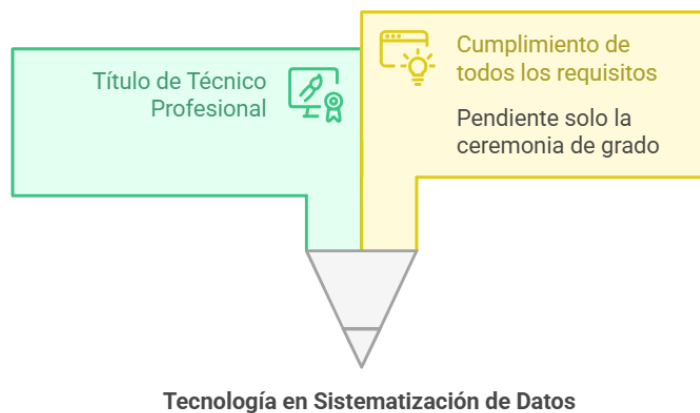 Título de Técnico
Profesional
Cumplimiento de
todos los requisitos
Pendiente solo la
ceremonia de grado
Tecnología en Sistematización de Datos